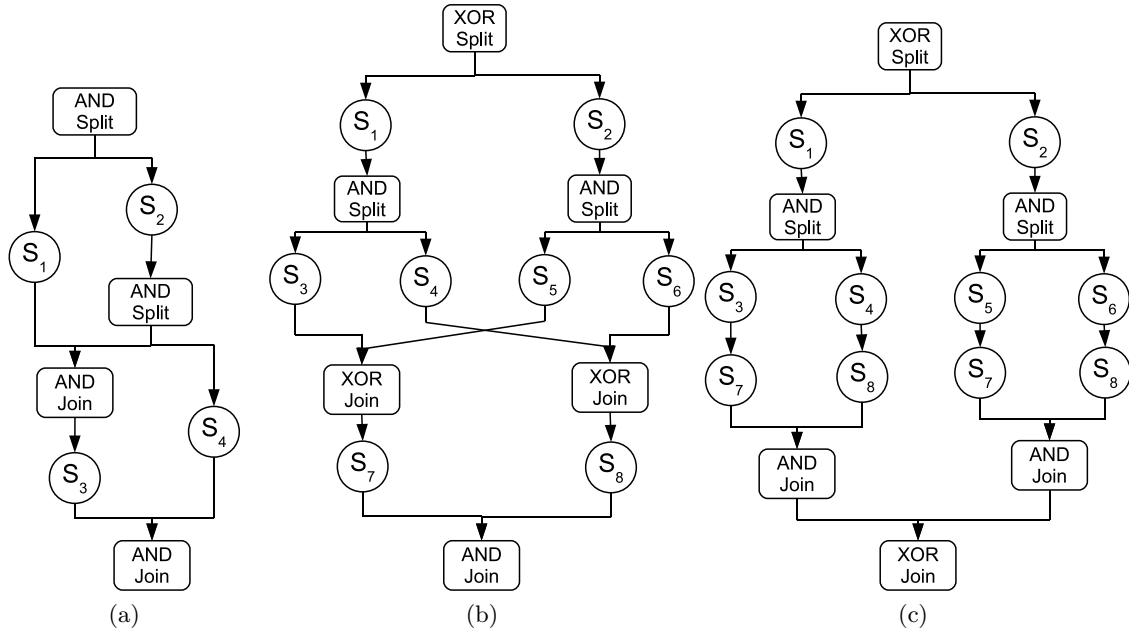 AND
Split
S1
S2
AND
Split
AND
Join
S3
S4
AND
Join
(a)
XOR
Split
S1
S2
AND
Split
AND
Split
S3
S4
S5
S6
XOR
Join
XOR
Join
S7
S8
AND
Join
(b)
XOR
Split
S1
S2
AND
Split
AND
Split
S3
S4
S5
S6
S7
S8
S7
S8
AND
Join
AND
Join
XOR
Join
(c)